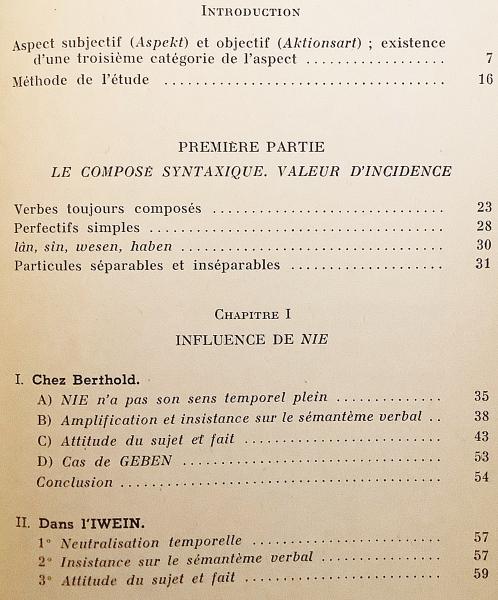 INTRODUCTION
Aspect subjectif (Aspekt) et objectif (Aktionsart) ; existence
d'une troisième catégorie de l'aspect .................. 7
Méthode de l'étude .................................... 16
PREMIÈRE PARTIE
LE COMPOSÉ SYNTAXIQUE. VALEUR D'INCIDENCE
Verbes toujours composés .............................. 23
Perfectifs simples .................................... 28
lân, sin, wesen, haben ................................ 30
Particules séparables et inséparables ................... 31
CHAPITRE I
INFLUENCE DE NIE
I. Chez Berthold.
A) NIE n'a pas son sens temporel plein .............. 35
B) Amplification et insistance sur le sémantème verbal .. 38
C) Attitude du sujet et fait ......................... 43
D) Cas de GEBEN .................................. 53
Conclusion ......................................... 54
II. Dans l'IWEIN.
1° Neutralisation temporelle ........................ 57
2° Insistance sur le sémantème verbal ............... 57
3° Attitude du sujet et fait ......................... 59